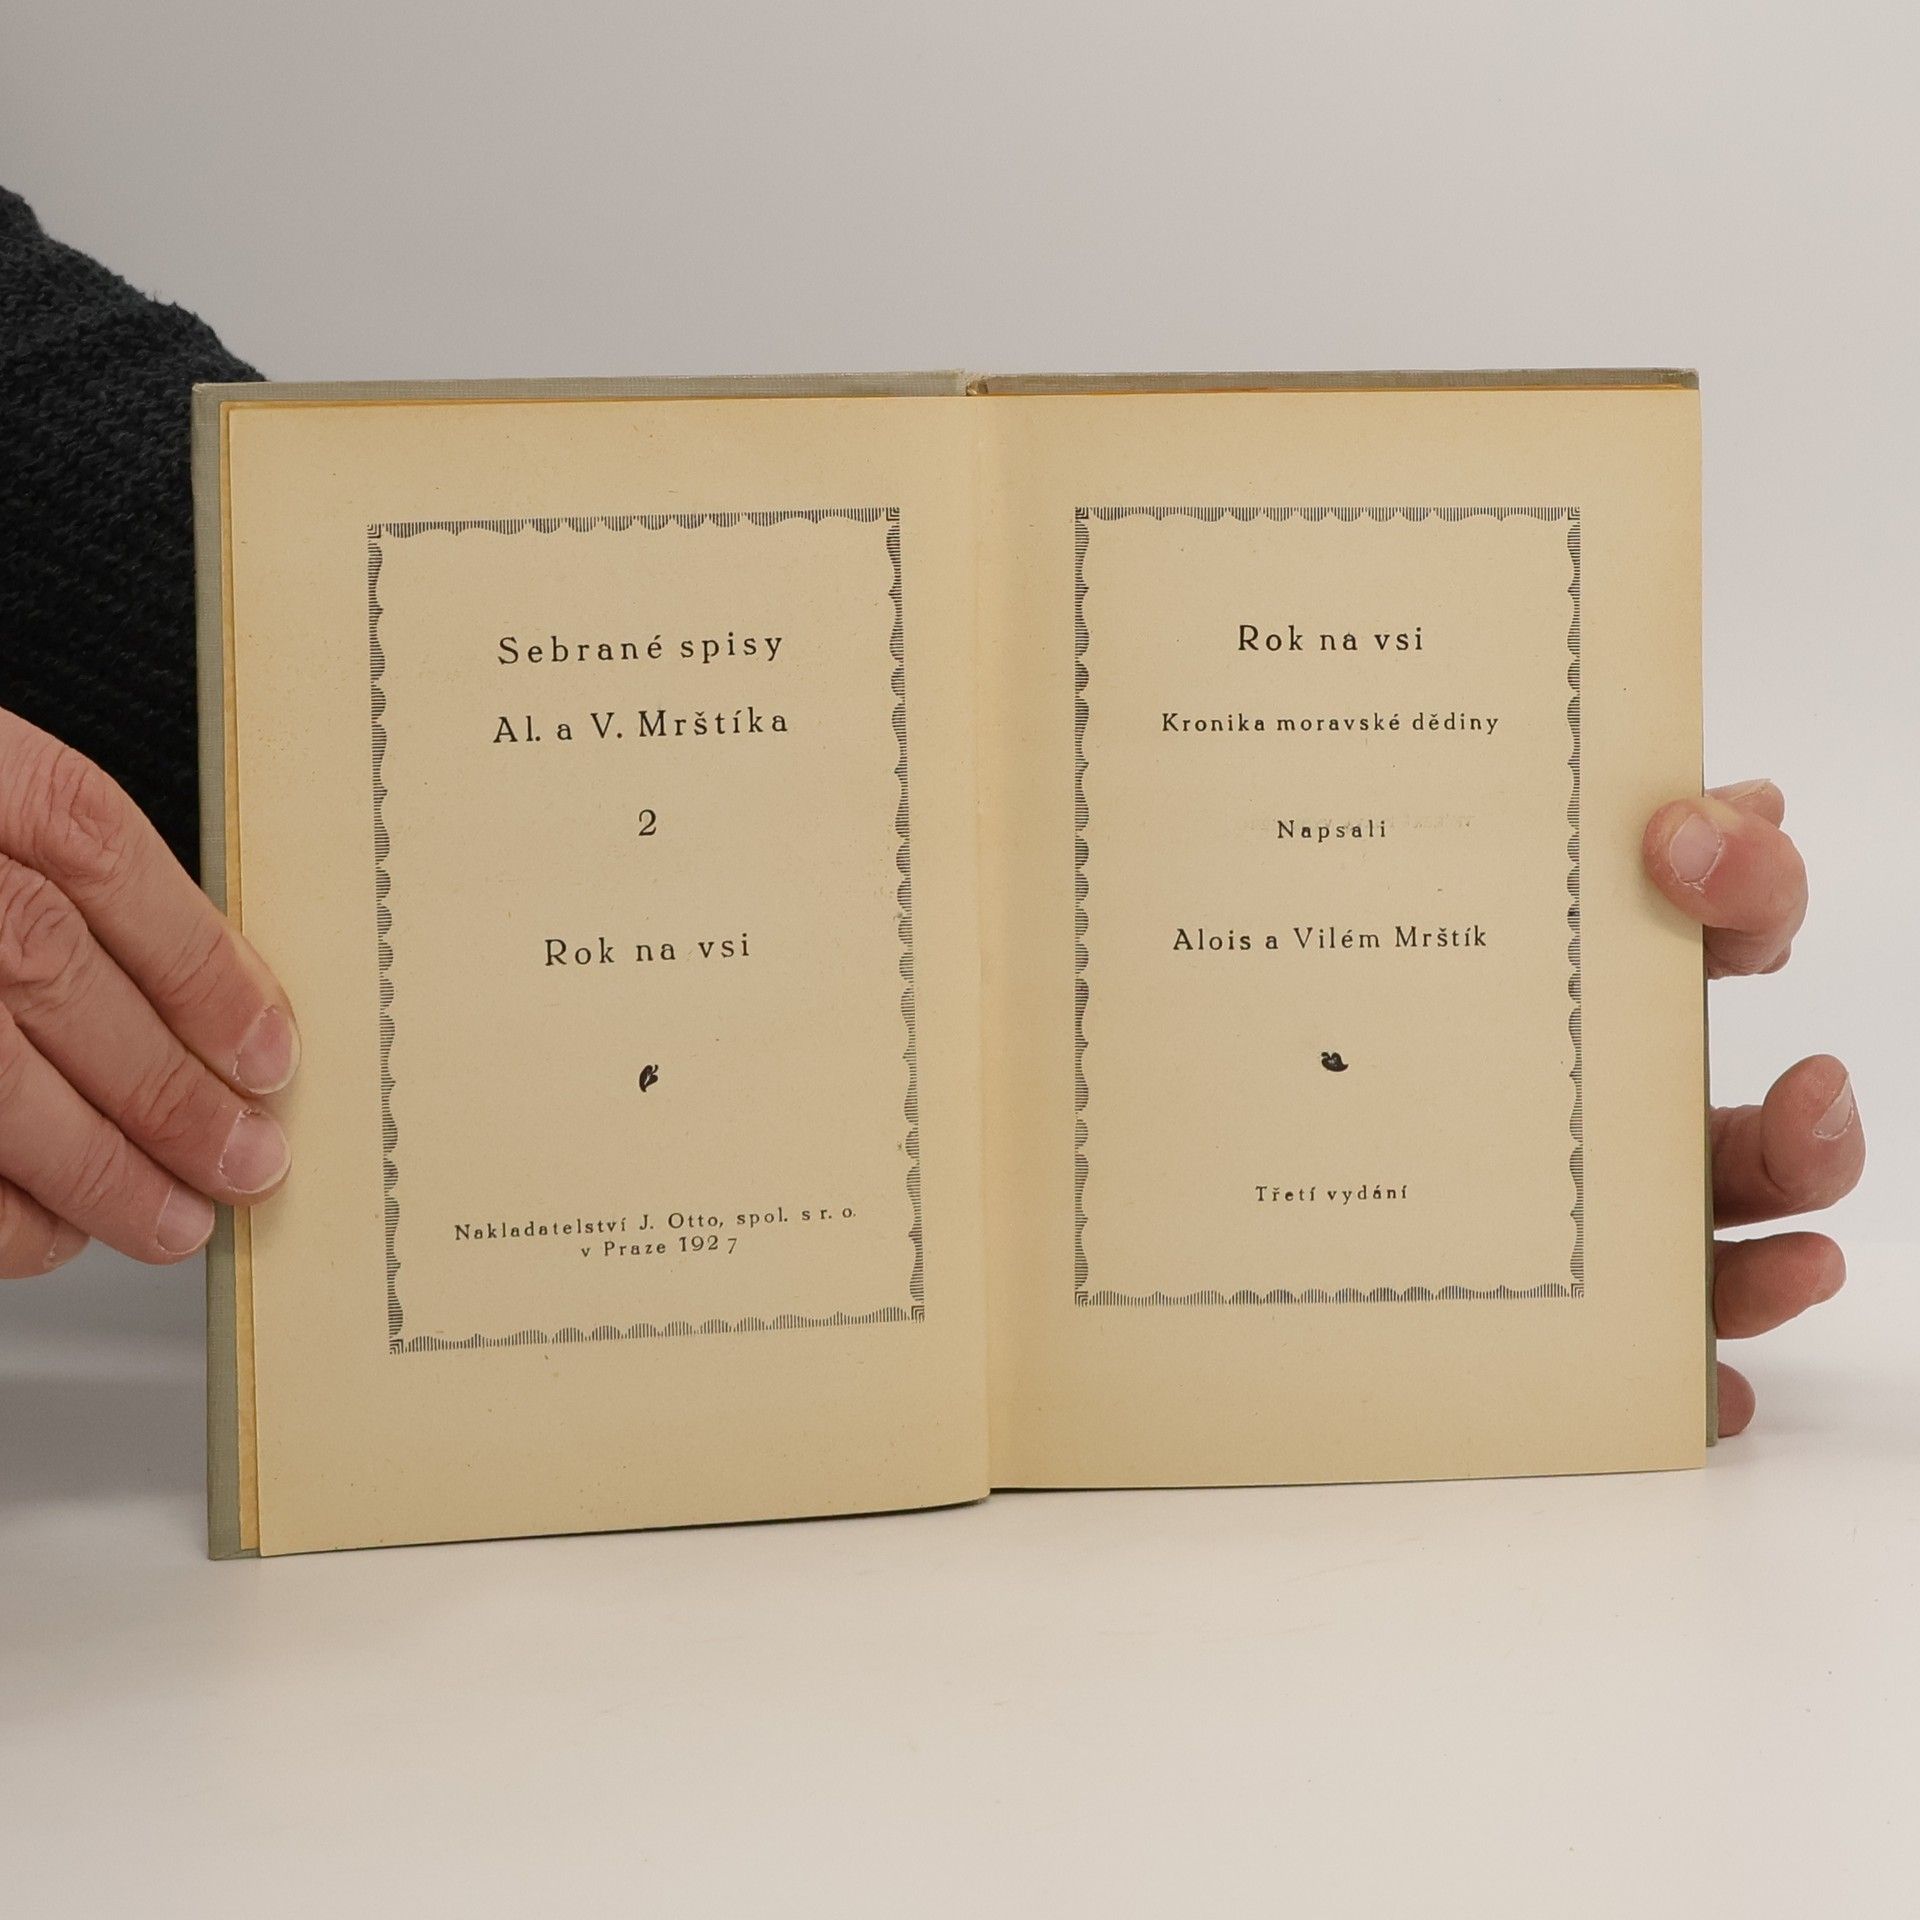 Sebrané spisy
Al. a V. Mrštíka
2
Rok na vsi
Nakladatelství J. Otto, spol. s r. o.
v Praze 1927
Rok na vsi
Kronika moravské dědiny
Napsali
Alois a Vilém Mrštík
Třetí vydání